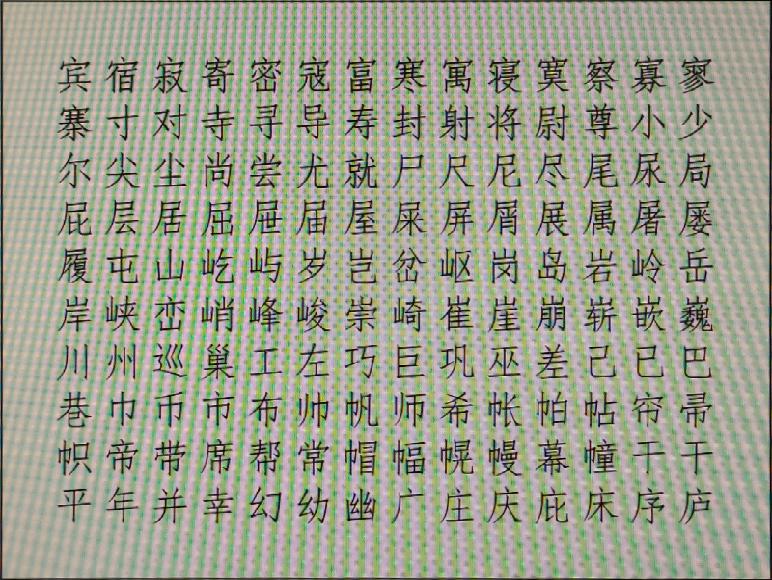 宾宿寂寄密寇富寒寓寝寞察寡寥
寨寸对寺寻导寿封射将尉尊小少
尔尖尘尚尝尤就尸尺尼尽尾尿局
屁层居屈屉届屋屎屏屑展属屠屡
履屯山屹屿岁岂岔岖岗岛岩岭岳
岸峡峦峭峰峻崇崎崔崖崩崭嵌巍
川州巡巢工左巧巨巩巫差己已巴
巷巾币市布帅帆师希帐帕帖帘帚
帜帝带席帮常帽幅幌幔幕幢干干
平年并幸幻幼幽广庄庆庇床序庐